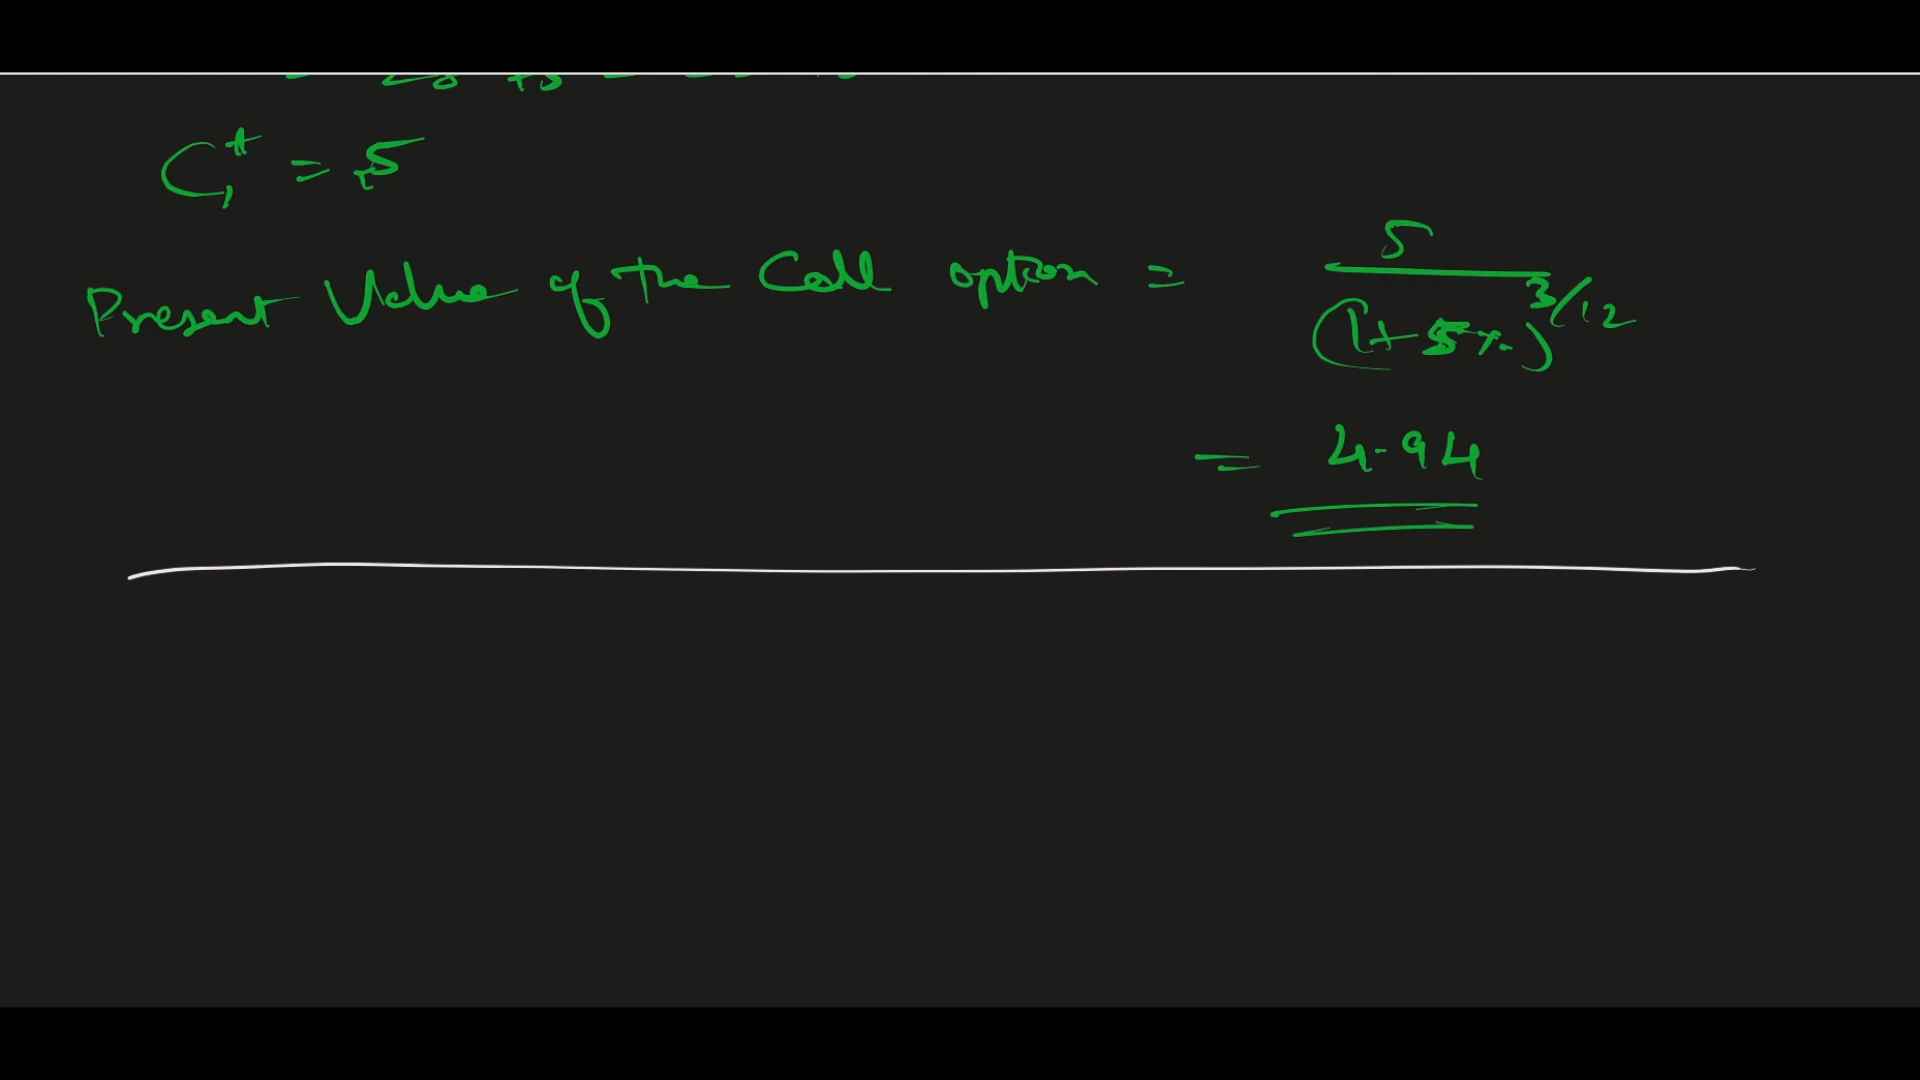 C₁⁺ = 5
Present Value of the Call option = 5 / (1+5%)^3/12
= 4.94